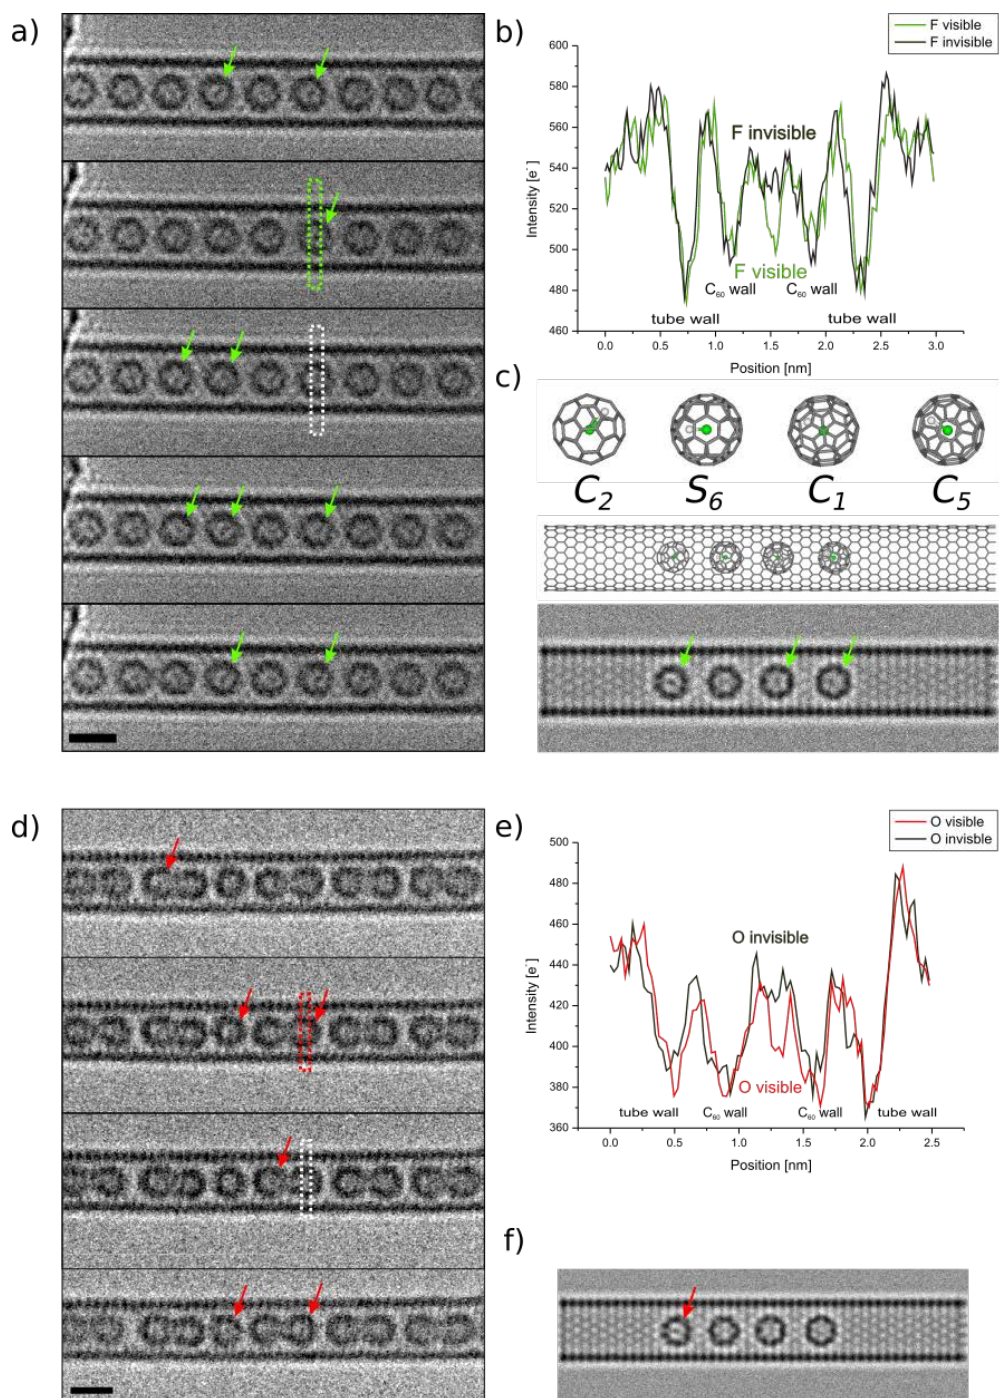 a)
b)
F visible
F invisible
560
540
520
500
480
460
Intensity [e⁻]
F invisible
F visible
C₆₀ wall
C₆₀ wall
tube wall
tube wall
0.0 0.5 1.0 1.5 2.0 2.5 3.0
Position [nm]
c)
C₂ S₆ C₁ C₅
d)
e)
O visible
O invisble
500
480
460
440
420
400
380
360
Intensity [e⁻]
O invisible
O visible
tube wall C₆₀ wall C₆₀ wall tube wall
0.0 0.5 1.0 1.5 2.0 2.5
Position [nm]
f)